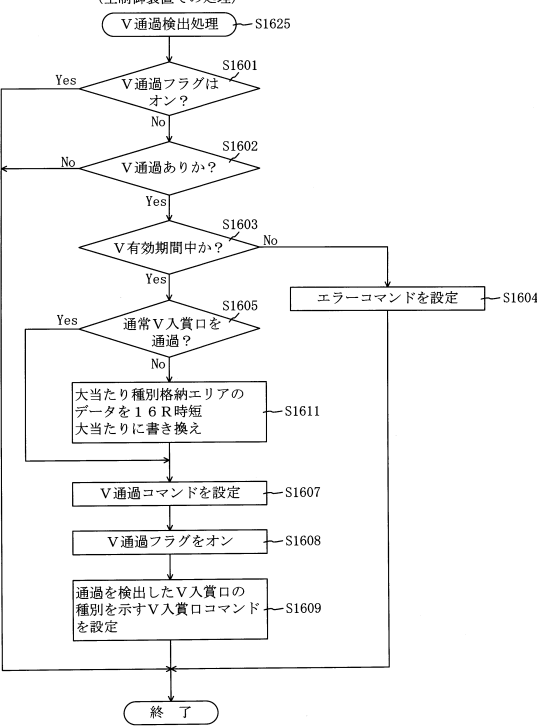 (主制御装置での処理)
V通過検出処理
S1625
S1601
Yes
V通過フラグは
オン？
No
S1602
No
V通過ありか？
Yes
S1603
V有効期間中か？
No
Yes
エラーコマンドを設定
S1604
S1605
Yes
通常V入賞口を
通過？
No
大当たり種別格納エリアの
データを16R時短
大当たりに書き換え
S1611
V通過コマンドを設定
S1607
V通過フラグをオン
S1608
通過を検出したV入賞口の
種別を示すV入賞口コマンド
を設定
S1609
終 了